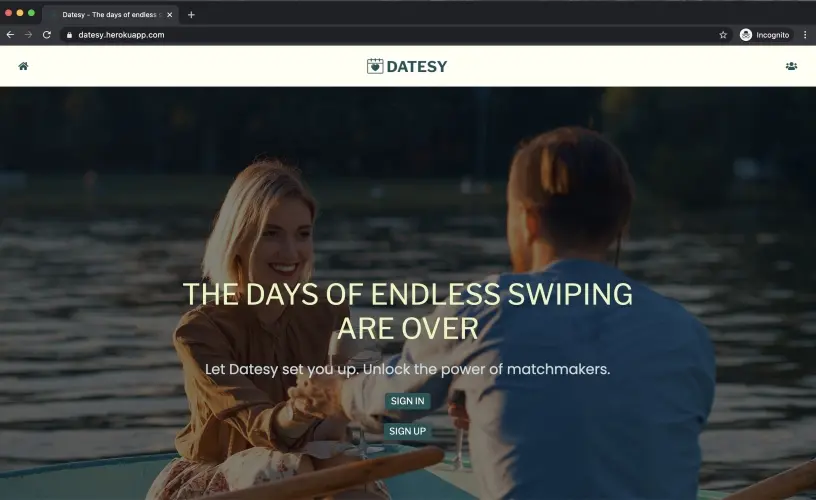 Datesy - The days of endless s
datesy.herokuapp.com
Incognito
DATESY
THE DAYS OF ENDLESS SWIPING
ARE OVER
Let Datesy set you up. Unlock the power of matchmakers.
SIGN IN
SIGN UP